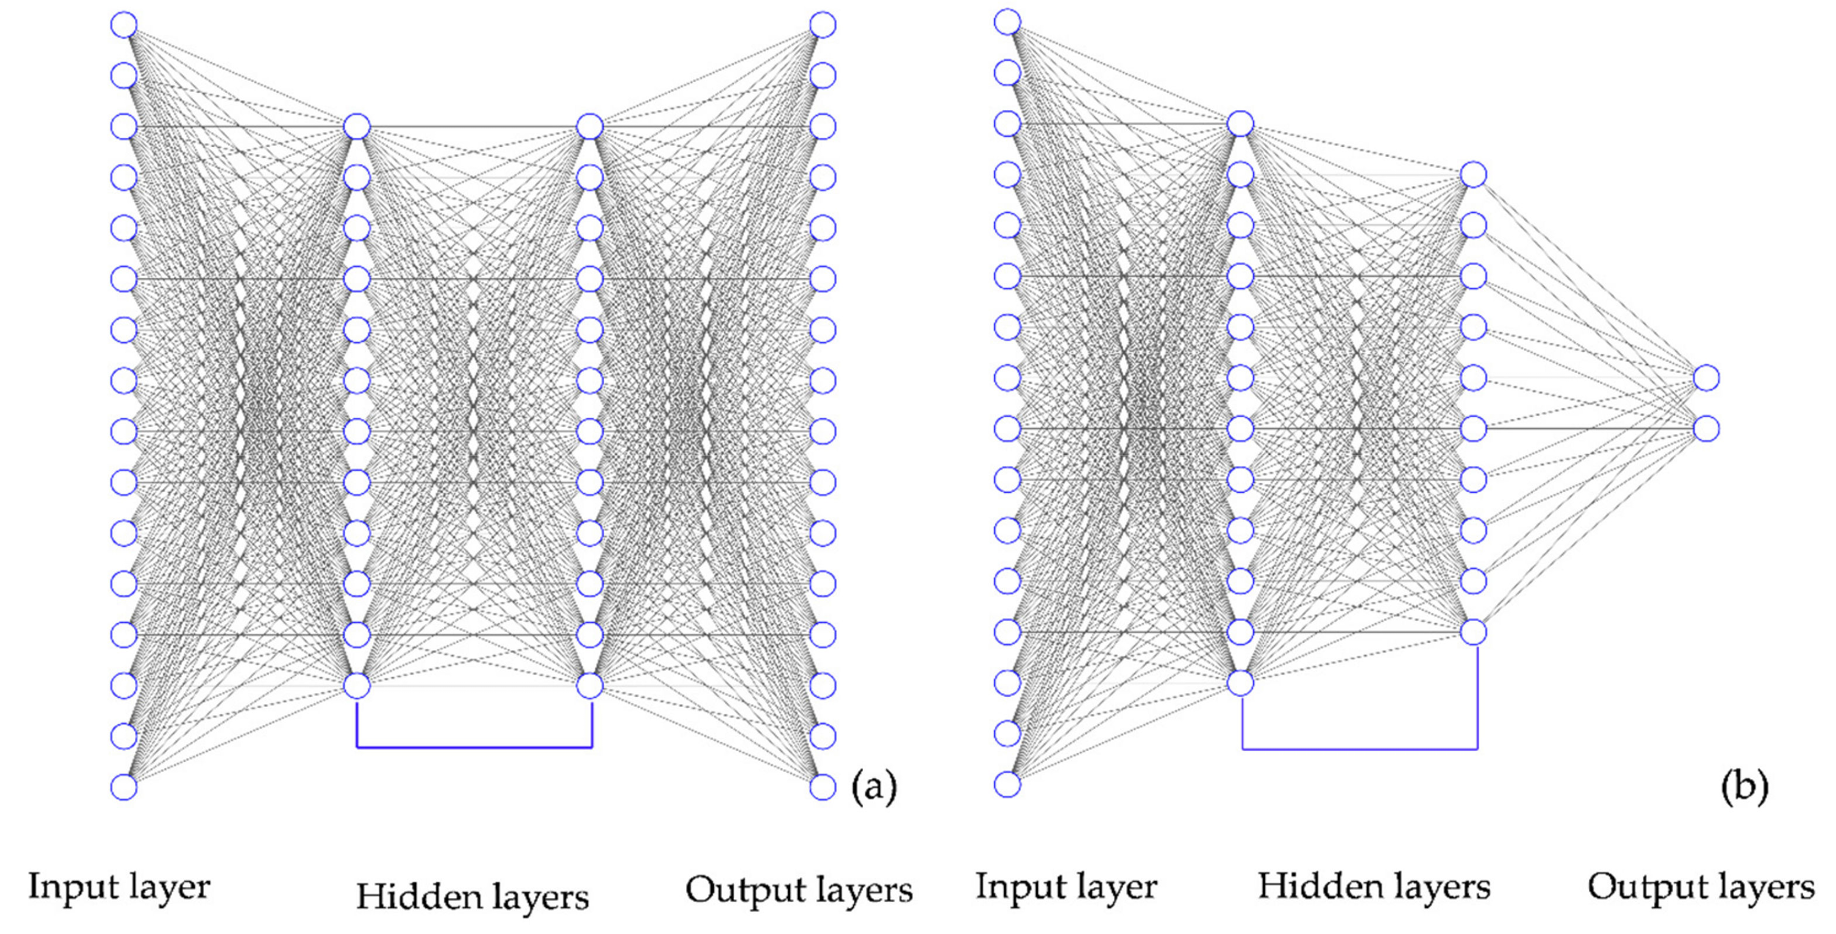 (a)
(b)
Input layer
Hidden layers
Output layers
Input layer
Hidden layers
Output layers